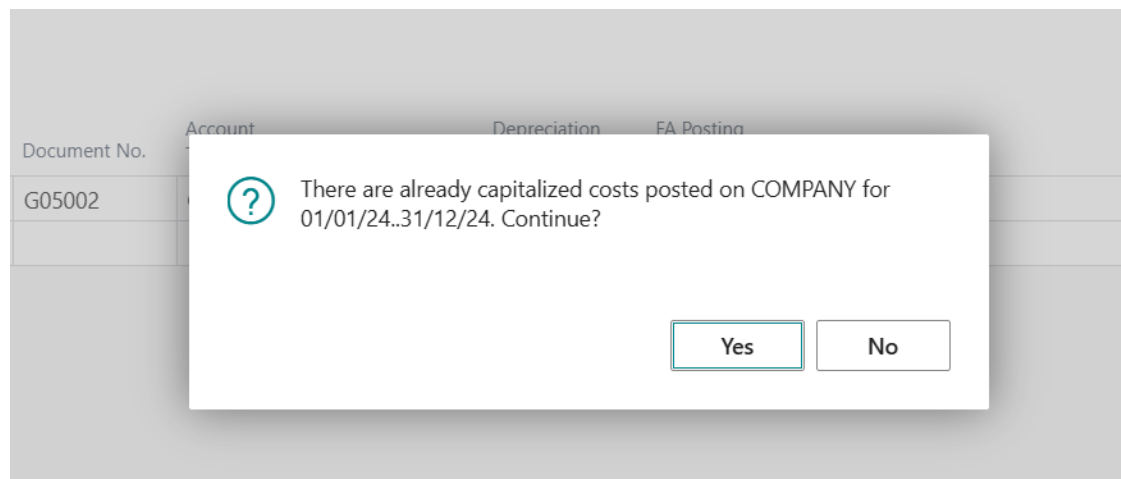 Account
Depreciation
FA Posting
Document No.
G05002
There are already capitalized costs posted on COMPANY for
01/01/24..31/12/24. Continue?
Yes
No